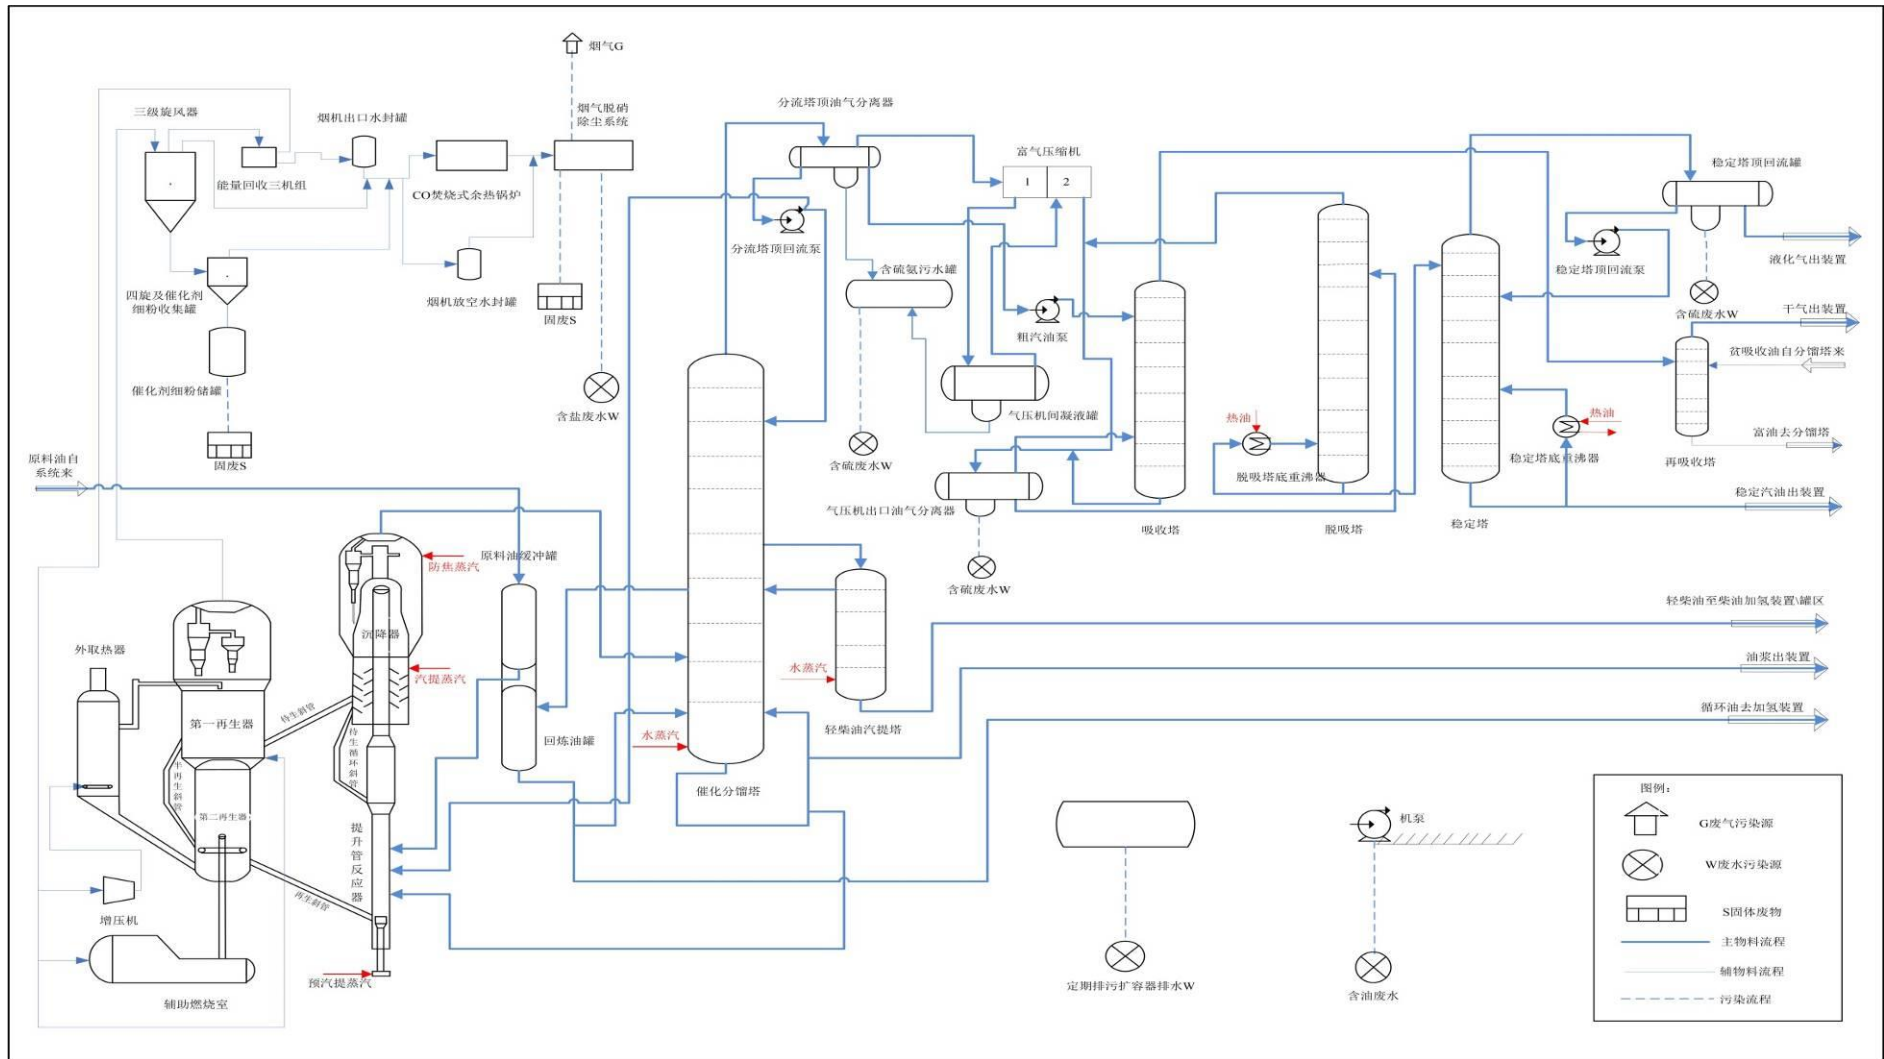 烟气G
三级旋风器
烟机出口水封罐
烟气脱硝
除尘系统
分流塔顶油气分离器
富气压缩机
1
2
稳定塔顶回流罐
能量回收三机组
CO焚烧式余热锅炉
分流塔顶回流泵
稳定塔顶回流泵
液化气出装置
四旋及催化剂
细粉收集罐
烟机放空水封罐
固废S
含硫氨污水罐
粗汽油泵
含硫废水W
干气出装置
贫吸收油自分馏塔来
催化剂细粉储罐
含盐废水W
气压机间凝液罐
热油
热油
富油去分馏塔
固废S
含硫废水W
脱吸塔底重沸器
稳定塔底重沸器
再吸收塔
原料油自
系统来
稳定汽油出装置
气压机出口油气分离器
吸收塔
脱吸塔
稳定塔
原料油缓冲罐
防焦蒸汽
含硫废水W
轻柴油至柴油加氢装置\罐区
沉降器
外取热器
汽提蒸汽
水蒸汽
油浆出装置
第一再生器
待生斜管
待生循环斜管
半再生斜管
回炼油罐
水蒸汽
轻柴油汽提塔
循环油去加氢装置
催化分馏塔
第二再生器
提升管反应器
再生斜管
增压机
预汽提蒸汽
辅助燃烧室
定期排污扩容器排水W
机泵
含油废水
图例：
G废气污染源
W废水污染源
S固体废物
主物料流程
辅物料流程
污染流程